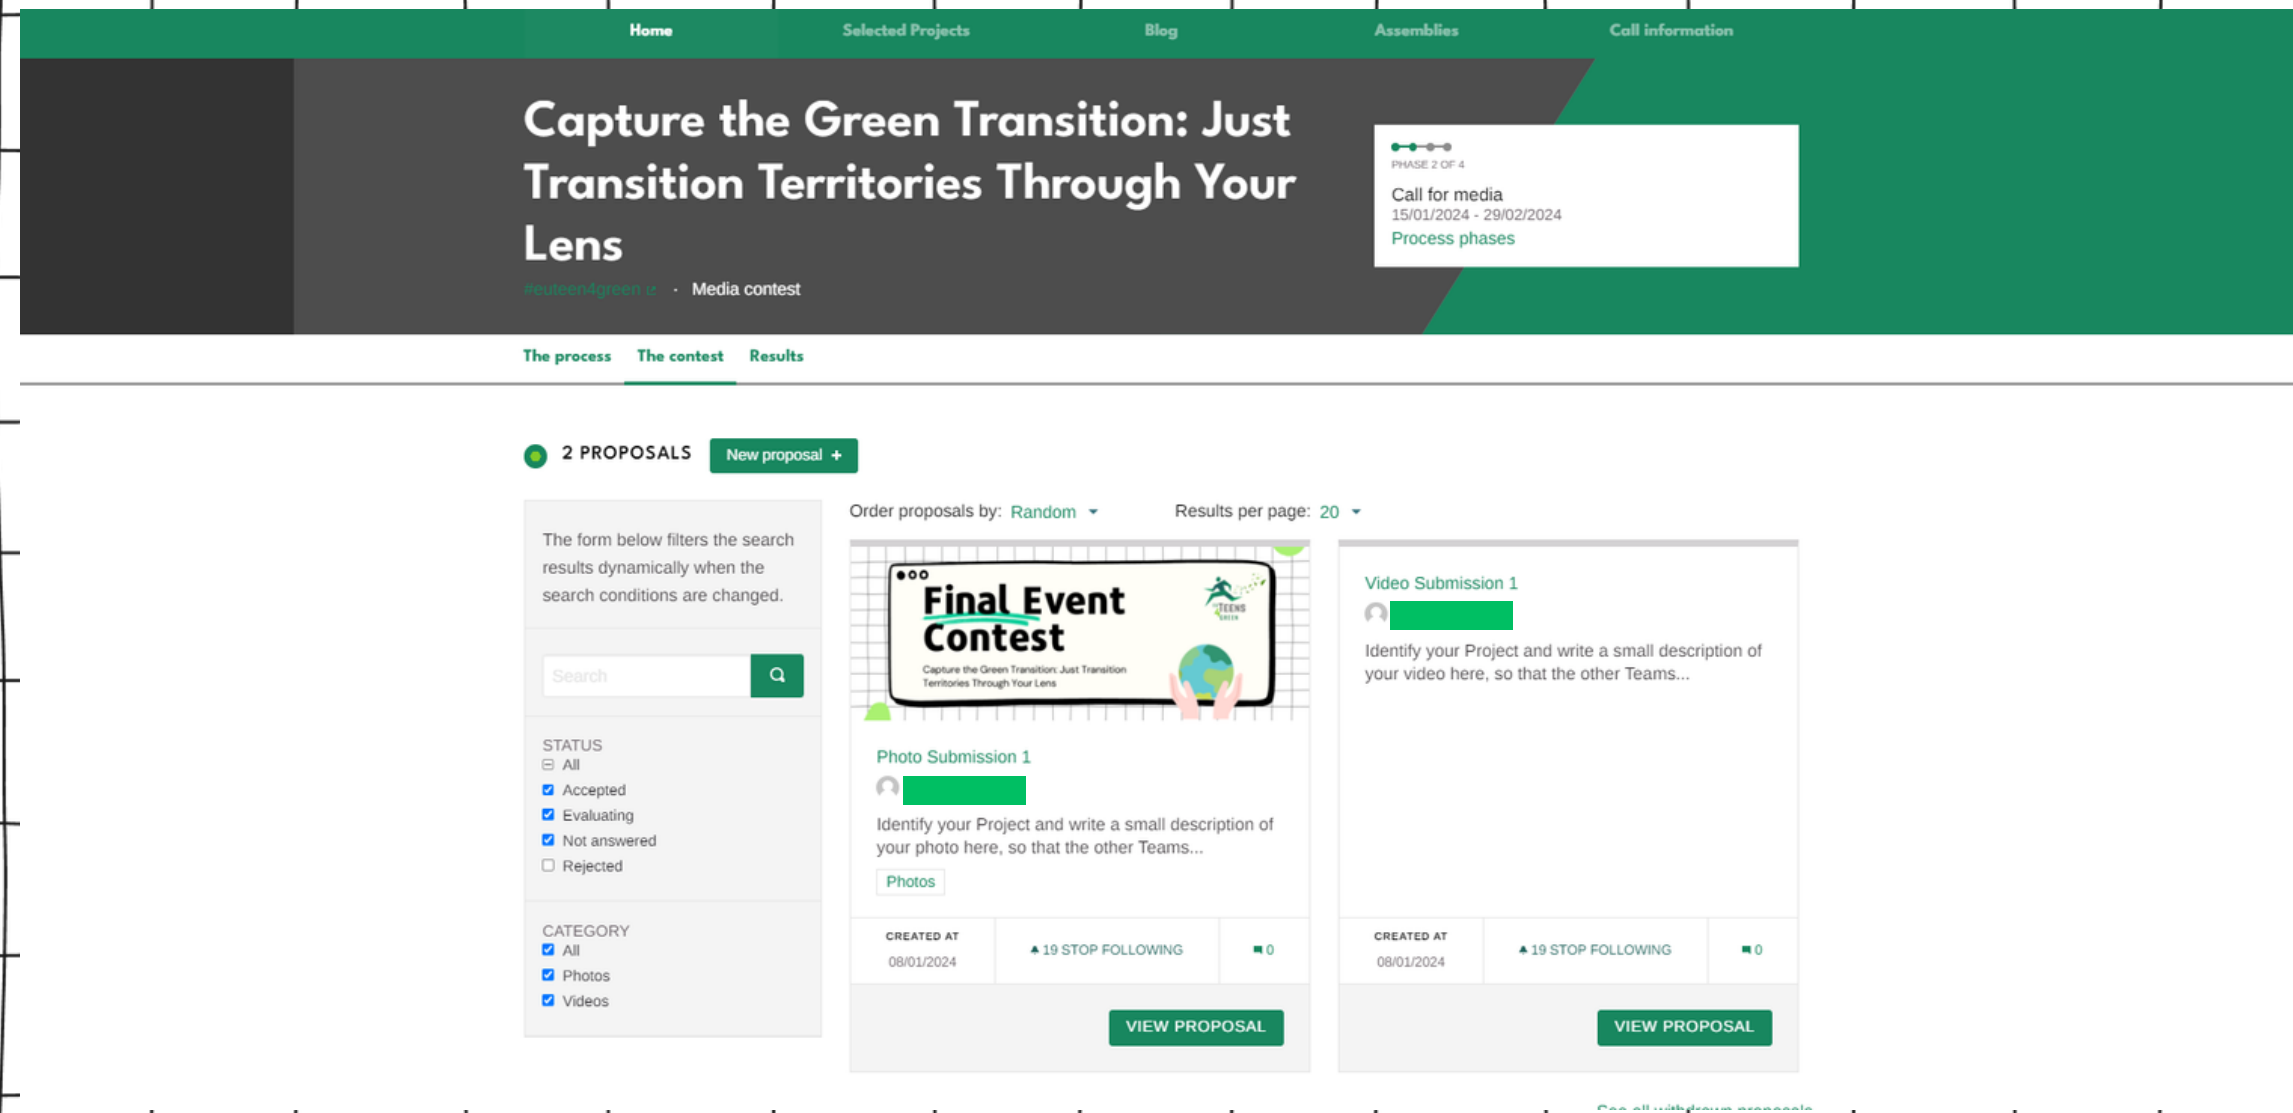 Home Selected Projects Blog Assemblies Call information
Capture the Green Transition: Just
Transition Territories Through Your
Lens
#euteen4green · Media contest
PHASE 2 OF 4
Call for media
15/01/2024 - 29/02/2024
Process phases
The process The contest Results
2 PROPOSALS New proposal +
The form below filters the search
results dynamically when the
search conditions are changed.
Search
STATUS
All
Accepted
Evaluating
Not answered
Rejected
CATEGORY
All
Photos
Videos
Order proposals by: Random Results per page: 20
Final Event
Contest
Capture the Green Transition: Just Transition
Territories Through Your Lens
TEENS
GREEN
Photo Submission 1
Identify your Project and write a small description of
your photo here, so that the other Teams...
Photos
CREATED AT
08/01/2024
19 STOP FOLLOWING
0
VIEW PROPOSAL
Video Submission 1
Identify your Project and write a small description of
your video here, so that the other Teams...
CREATED AT
08/01/2024
19 STOP FOLLOWING
0
VIEW PROPOSAL
See all withdrawn proposals